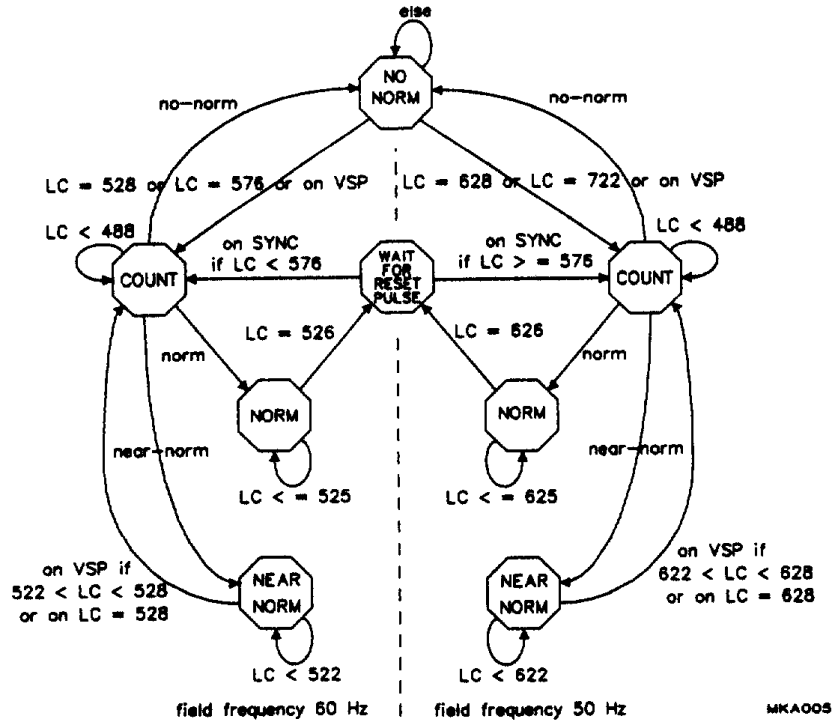 else
NO
NORM
no-norm
no-norm
LC = 528 or LC = 576 or on VSP
LC = 628 or LC = 722 or on VSP
LC < 488
LC < 488
on SYNC
if LC < 576
on SYNC
if LC > = 576
COUNT
WAIT
FOR
RESET
PULSE
COUNT
LC = 526
LC = 626
norm
norm
NORM
NORM
near-norm
near-norm
LC < = 525
LC < = 625
on VSP if
522 < LC < 528
or on LC = 528
on VSP if
622 < LC < 628
or on LC = 628
NEAR
NORM
NEAR
NORM
LC < 522
LC < 622
field frequency 60 Hz
field frequency 50 Hz
MKA005